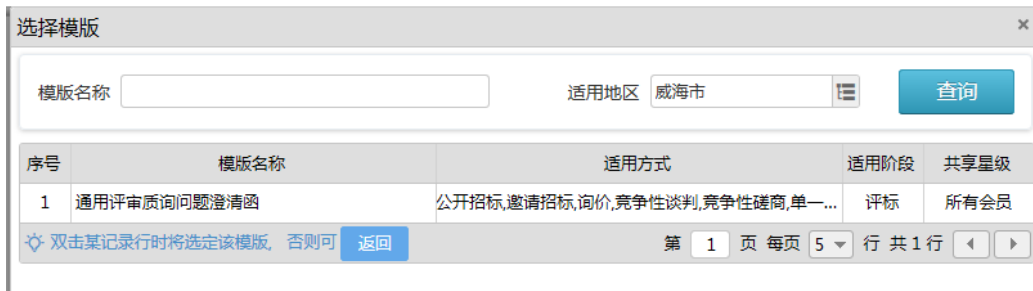 选择模版 ×
模版名称 适用地区 威海市 查询
序号 模版名称 适用方式 适用阶段 共享星级
1 通用评审质询问题澄清函 公开招标,邀请招标,询价,竞争性谈判,竞争性磋商,单一... 评标 所有会员
双击某记录行时将选定该模版, 否则可 返回 第 1 页 每页 5 行 共1行